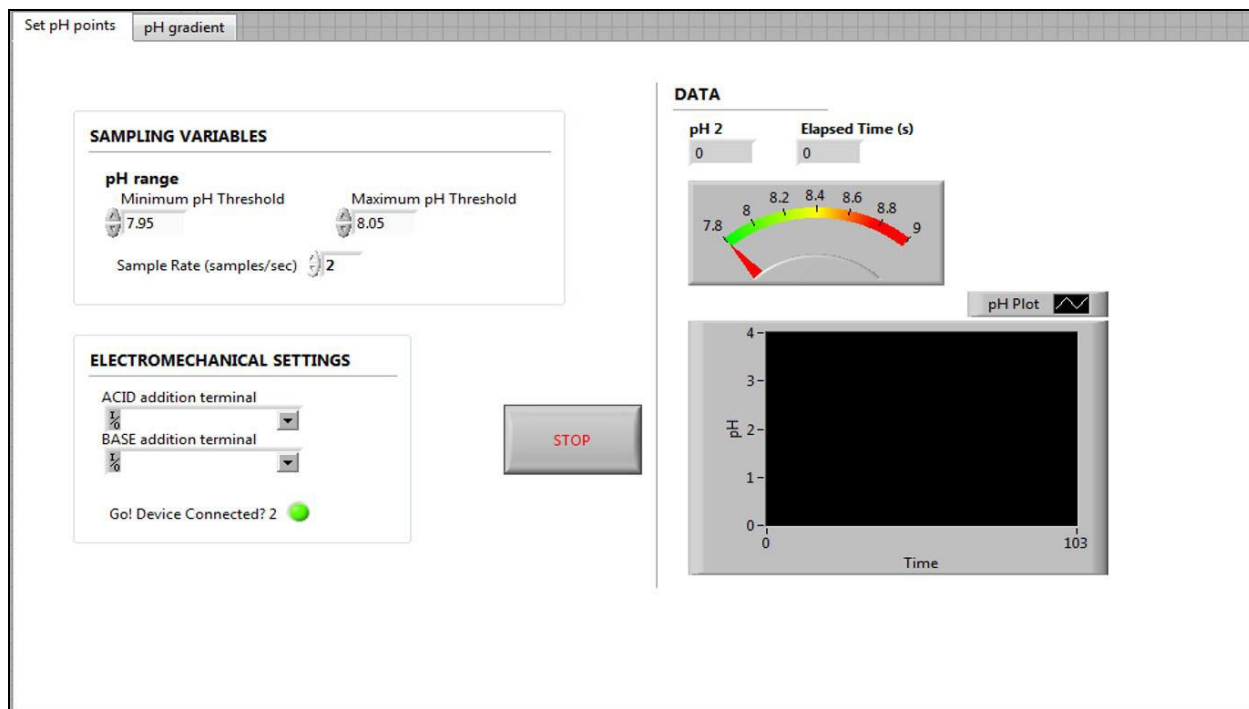 Set pH points
pH gradient
SAMPLING VARIABLES
pH range
Minimum pH Threshold
Maximum pH Threshold
7.95
8.05
Sample Rate (samples/sec) 2
ELECTROMECHANICAL SETTINGS
ACID addition terminal
I/0
BASE addition terminal
I/0
Go! Device Connected? 2
STOP
DATA
pH 2
Elapsed Time (s)
0
0
7.8 8 8.2 8.4 8.6 8.8 9
pH Plot
4
3
2
1
0
pH
0
103
Time